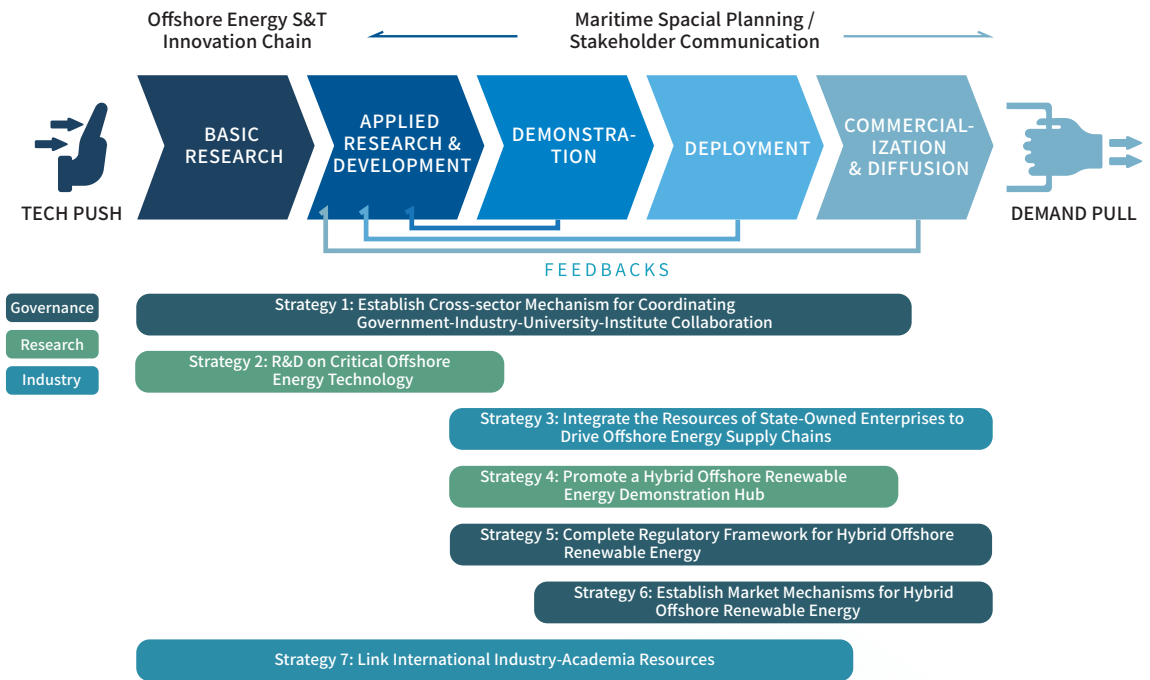 Offshore Energy S&T
Innovation Chain
Maritime Spacial Planning /
Stakeholder Communication
TECH PUSH
BASIC
RESEARCH
APPLIED
RESEARCH &
DEVELOPMENT
DEMONSTRA-
TION
DEPLOYMENT
COMMERCIAL-
IZATION
& DIFFUSION
DEMAND PULL
FEEDBACKS
Governance
Research
Industry
Strategy 1: Establish Cross-sector Mechanism for Coordinating
Government-Industry-University-Institute Collaboration
Strategy 2: R&D on Critical Offshore
Energy Technology
Strategy 3: Integrate the Resources of State-Owned Enterprises to
Drive Offshore Energy Supply Chains
Strategy 4: Promote a Hybrid Offshore Renewable
Energy Demonstration Hub
Strategy 5: Complete Regulatory Framework for Hybrid Offshore
Renewable Energy
Strategy 6: Establish Market Mechanisms for Hybrid
Offshore Renewable Energy
Strategy 7: Link International Industry-Academia Resources